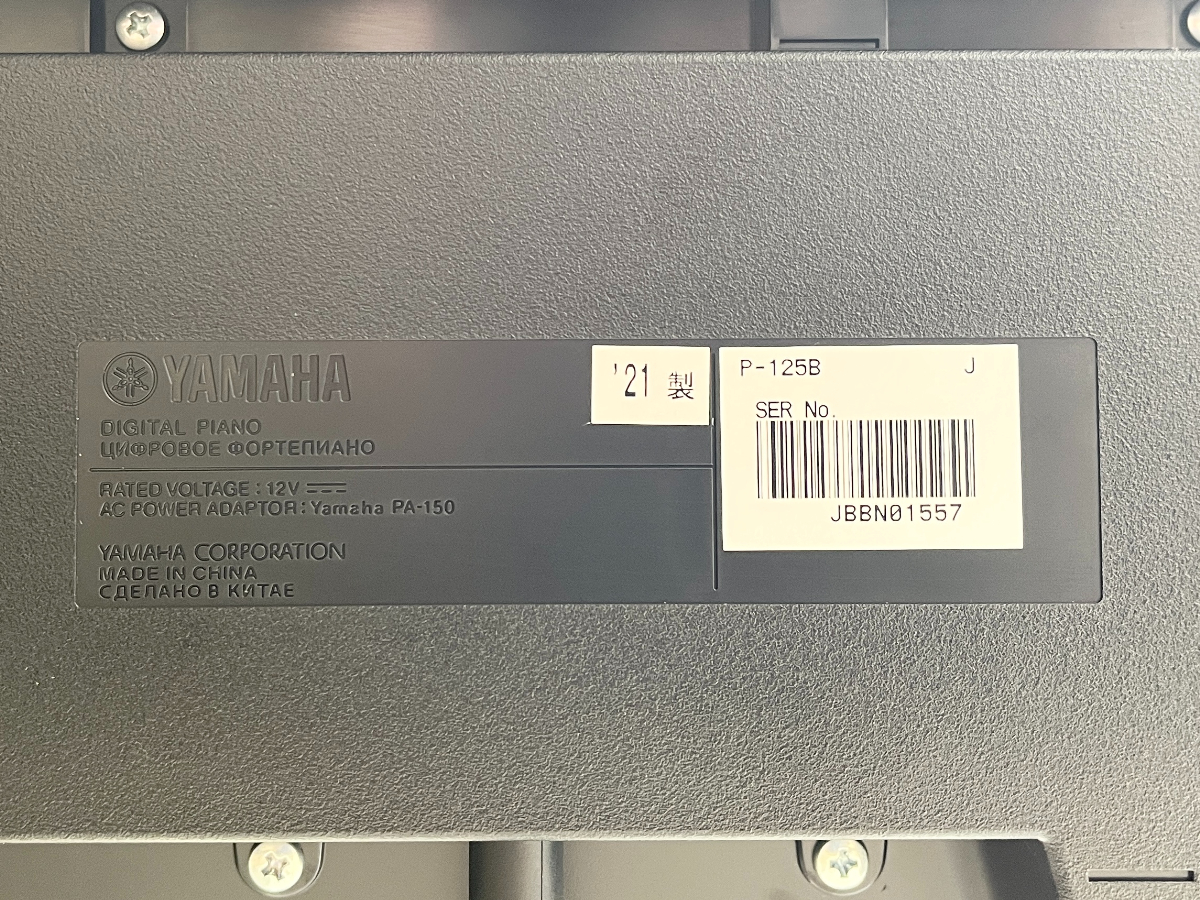 YAMAHA
DIGITAL PIANO
ЦИФРОВОЕ ФОРТЕПИАНО
RATED VOLTAGE : 12V
AC POWER ADAPTOR : Yamaha PA-150
YAMAHA CORPORATION
MADE IN CHINA
СДЕЛАНО В КИТАЕ
'21 製
P-125B J
SER No.
JBBN01557